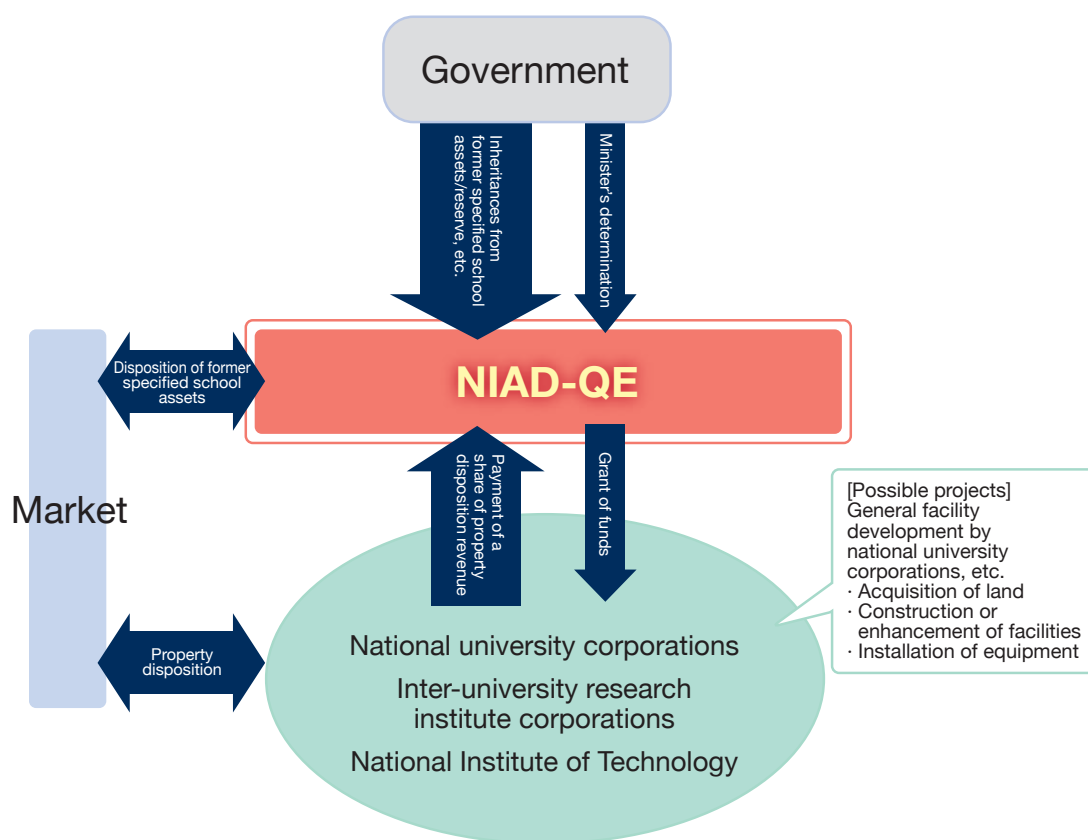 Government
Inheritances from
former specified school
assets/reserve, etc.
Minister's determination
Disposition of former
specified school
assets
NIAD-QE
Market
Payment of a
share of property
disposition revenue
Grant of funds
[Possible projects]
General facility
development by
national university
corporations, etc.
· Acquisition of land
· Construction or
enhancement of facilities
· Installation of equipment
Property
disposition
National university corporations
Inter-university research
institute corporations
National Institute of Technology